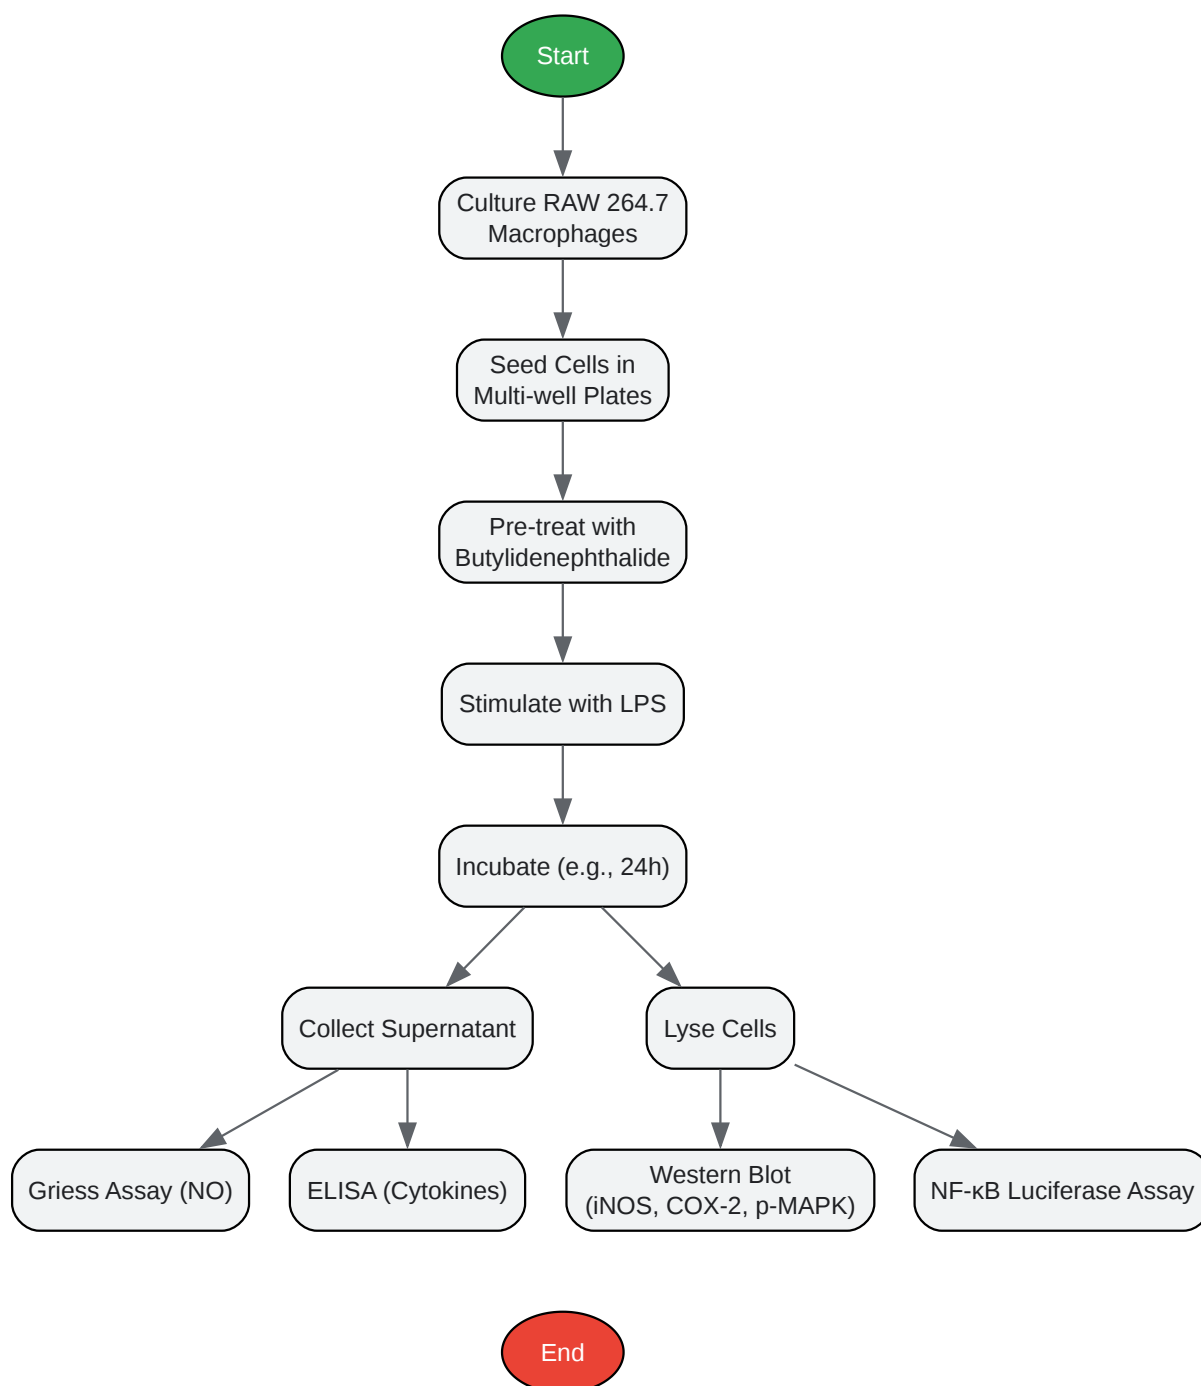 Start
Culture RAW 264.7
Macrophages
Seed Cells in
Multi-well Plates
Pre-treat with
Butylidenephthalide
Stimulate with LPS
Incubate (e.g., 24h)
Collect Supernatant
Lyse Cells
Griess Assay (NO)
ELISA (Cytokines)
Western Blot
(iNOS, COX-2, p-MAPK)
NF-κB Luciferase Assay
End